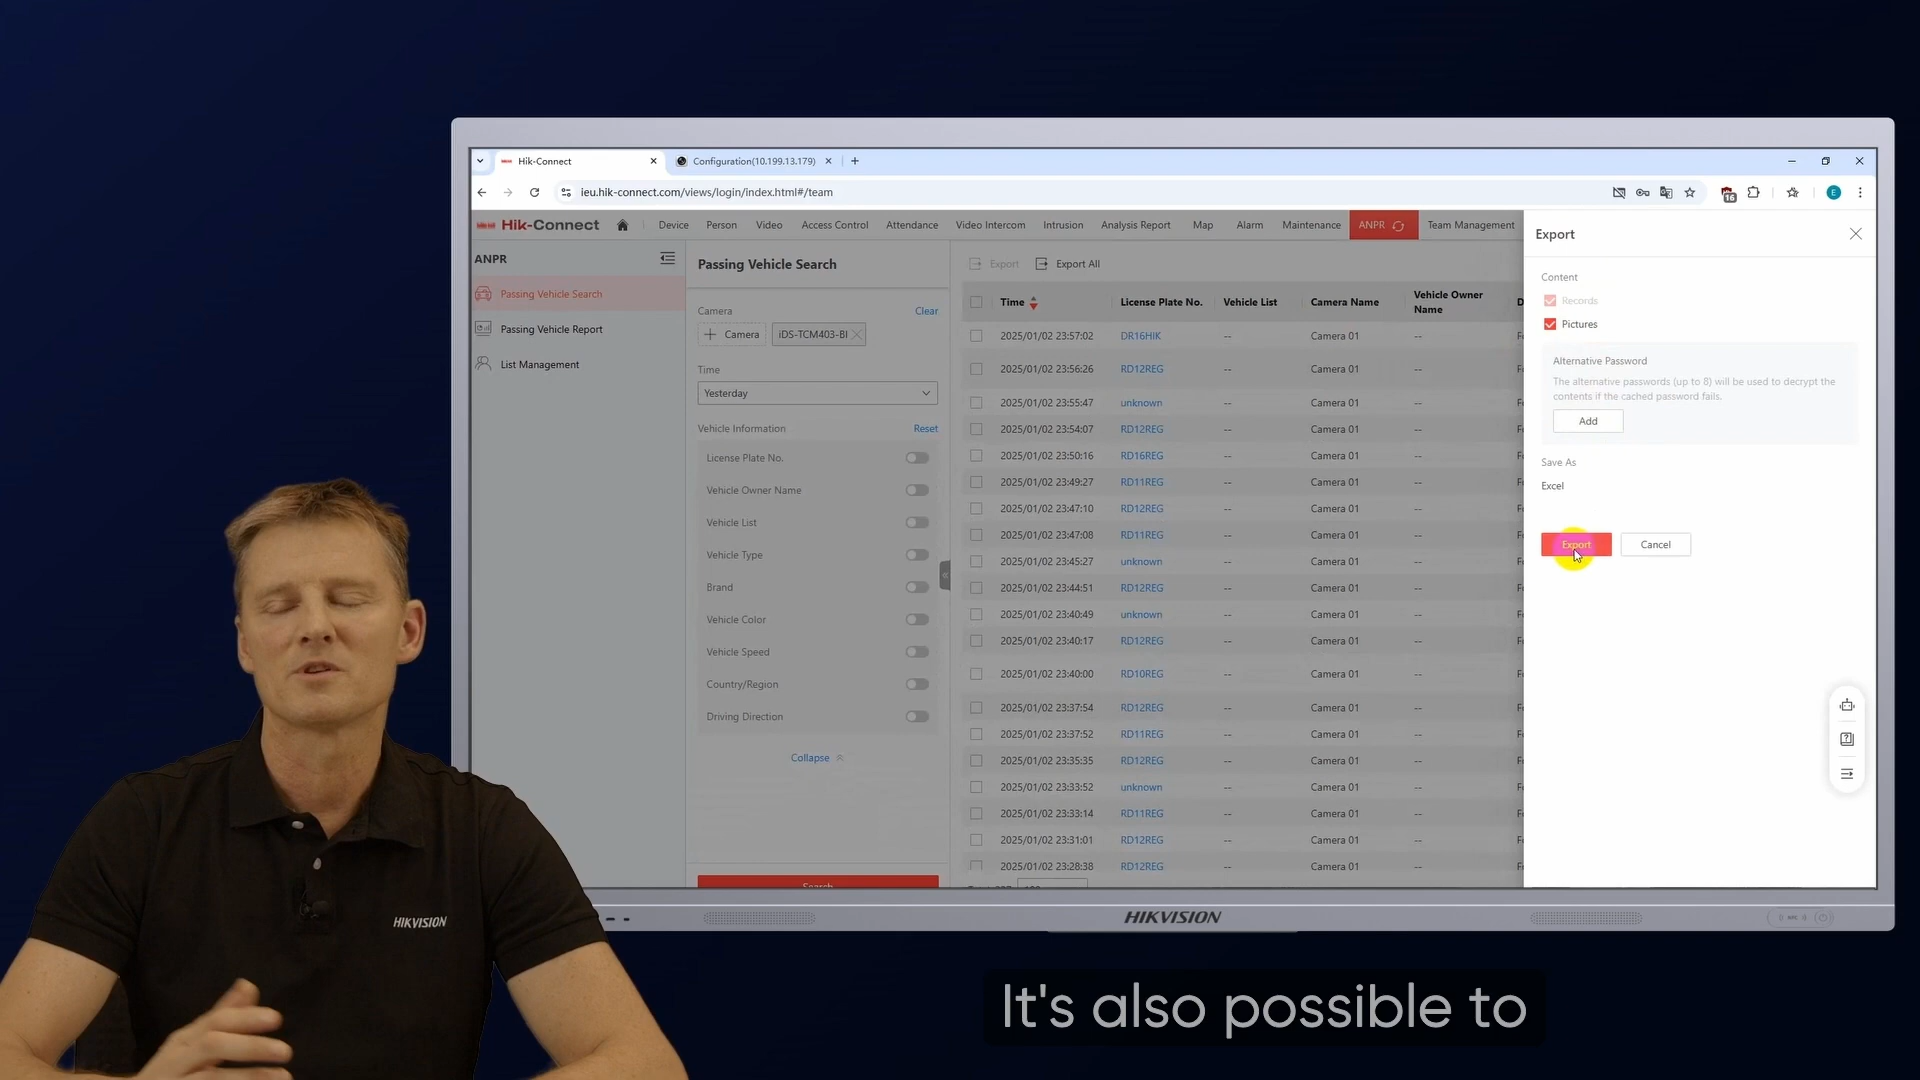 Hik-Connect
Configuration(10.199.13.179)
ieu.hik-connect.com/views/login/index.html#/team
16
E
Hik-Connect
Device
Person
Video
Access Control
Attendance
Video Intercom
Intrusion
Analysis Report
Map
Alarm
Maintenance
ANPR
Team Management
ANPR
Passing Vehicle Search
Passing Vehicle Report
List Management
Passing Vehicle Search
Camera
Clear
Camera
iDS-TCM403-BI
Time
Yesterday
Vehicle Information
Reset
License Plate No.
Vehicle Owner Name
Vehicle List
Vehicle Type
Brand
Vehicle Color
Vehicle Speed
Country/Region
Driving Direction
Collapse
Search
Export
Export All
Time License Plate No. Vehicle List Camera Name Vehicle Owner Name
2025/01/02 23:57:02 DR16HIK -- Camera 01 --
2025/01/02 23:56:26 RD12REG -- Camera 01 --
2025/01/02 23:55:47 unknown -- Camera 01 --
2025/01/02 23:54:07 RD12REG -- Camera 01 --
2025/01/02 23:50:16 RD16REG -- Camera 01 --
2025/01/02 23:49:27 RD11REG -- Camera 01 --
2025/01/02 23:47:10 RD12REG -- Camera 01 --
2025/01/02 23:47:08 RD11REG -- Camera 01 --
2025/01/02 23:45:27 unknown -- Camera 01 --
2025/01/02 23:44:51 RD12REG -- Camera 01 --
2025/01/02 23:40:49 unknown -- Camera 01 --
2025/01/02 23:40:17 RD12REG -- Camera 01 --
2025/01/02 23:40:00 RD10REG -- Camera 01 --
2025/01/02 23:37:54 RD12REG -- Camera 01 --
2025/01/02 23:37:52 RD11REG -- Camera 01 --
2025/01/02 23:35:35 RD12REG -- Camera 01 --
2025/01/02 23:33:52 unknown -- Camera 01 --
2025/01/02 23:33:14 RD11REG -- Camera 01 --
2025/01/02 23:31:01 RD12REG -- Camera 01 --
2025/01/02 23:28:38 RD12REG -- Camera 01 --
Export
Content
Records
Pictures
Alternative Password
The alternative passwords (up to 8) will be used to decrypt the
contents if the cached password fails.
Add
Save As
Excel
Export
Cancel
HIKVISION
HIKVISION
It's also possible to